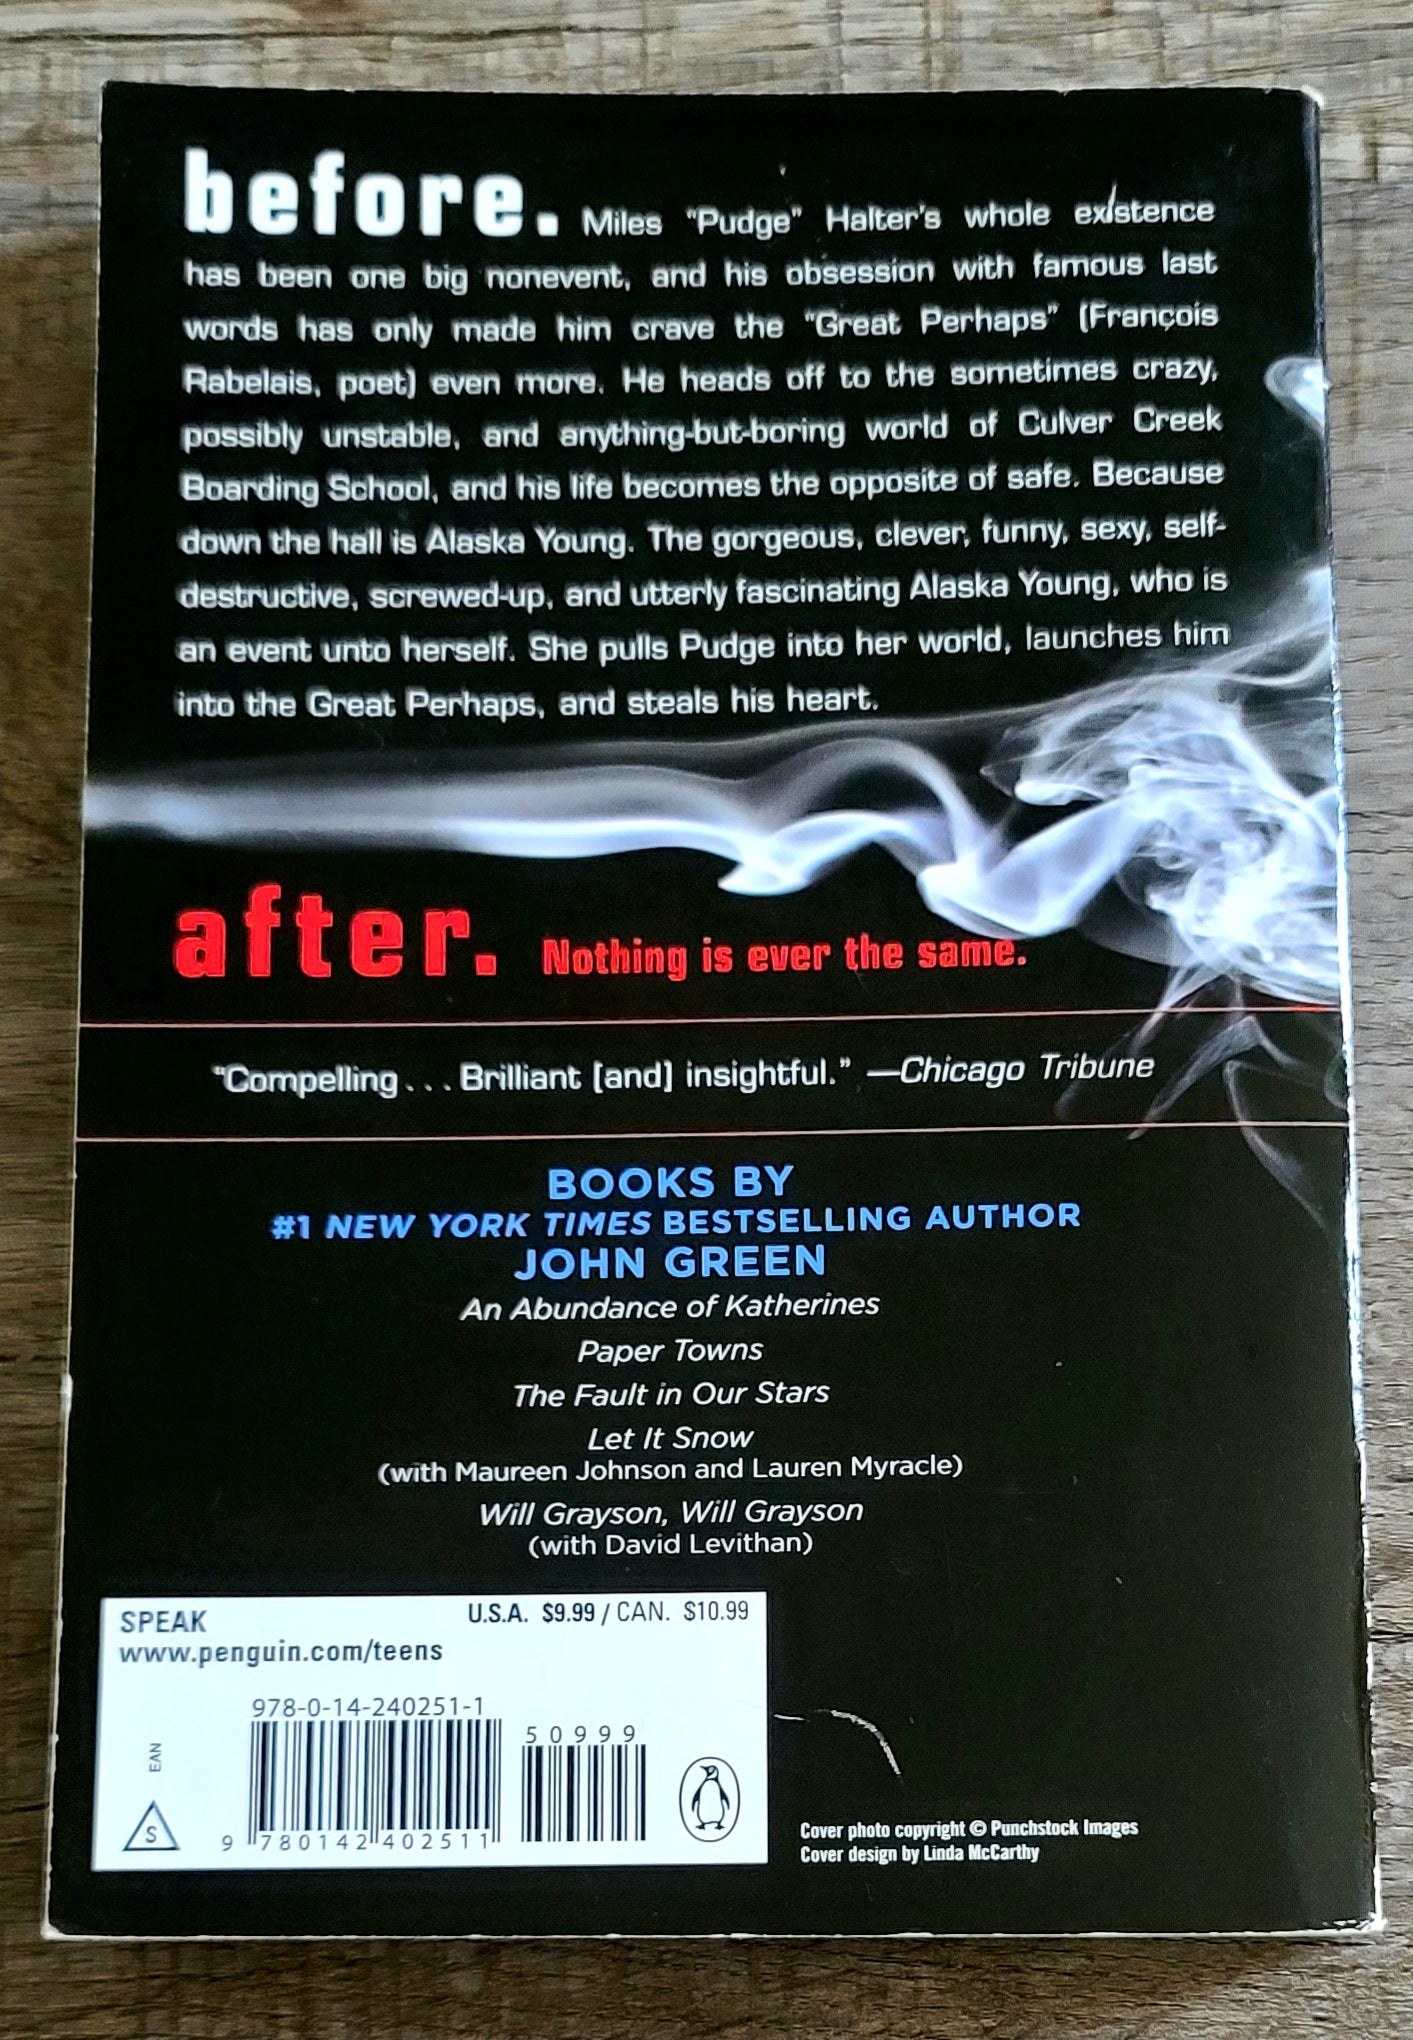 before. Miles “Pudge” Halter’s whole existence
has been one big nonevent, and his obsession with famous last
words has only made him crave the “Great Perhaps” (François
Rabelais, poet) even more. He heads off to the sometimes crazy,
possibly unstable, and anything-but-boring world of Culver Creek
Boarding School, and his life becomes the opposite of safe. Because
down the hall is Alaska Young. The gorgeous, clever, funny, sexy, self-
destructive, screwed-up, and utterly fascinating Alaska Young, who is
an event unto herself. She pulls Pudge into her world, launches him
into the Great Perhaps, and steals his heart.
after. Nothing is ever the same.
“Compelling . . . Brilliant [and] insightful.” —Chicago Tribune
BOOKS BY
#1 NEW YORK TIMES BESTSELLING AUTHOR
JOHN GREEN
An Abundance of Katherines
Paper Towns
The Fault in Our Stars
Let It Snow
(with Maureen Johnson and Lauren Myracle)
Will Grayson, Will Grayson
(with David Levithan)
SPEAK U.S.A. $9.99 / CAN. $10.99
www.penguin.com/teens
978-0-14-240251-1
50999
EAN
S
9 780142 402511
Cover photo copyright © Punchstock Images
Cover design by Linda McCarthy